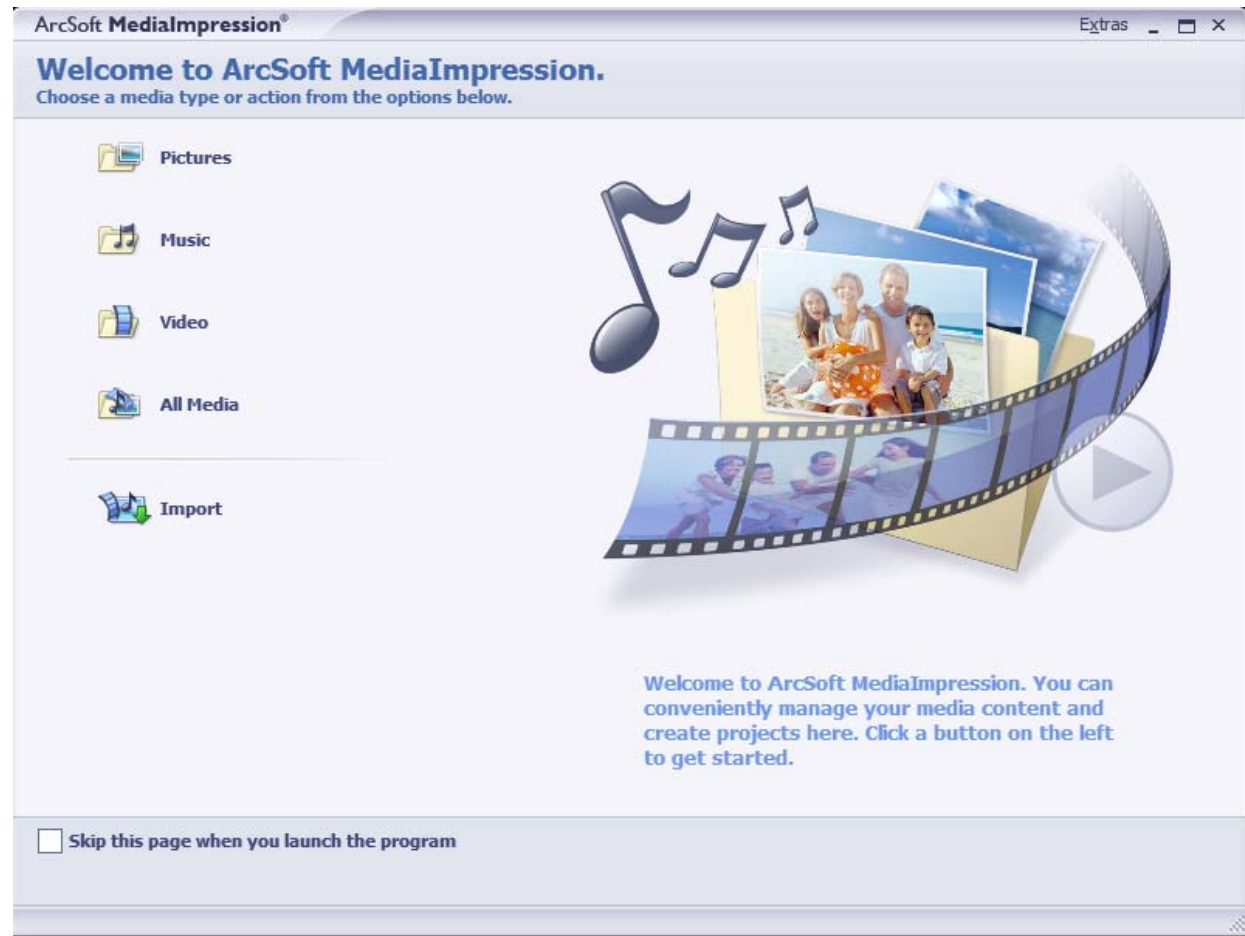 ArcSoft MediaImpression®
Extras
Welcome to ArcSoft MediaImpression.
Choose a media type or action from the options below.
Pictures
Music
Video
All Media
Import
Welcome to ArcSoft MediaImpression. You can
conveniently manage your media content and
create projects here. Click a button on the left
to get started.
Skip this page when you launch the program